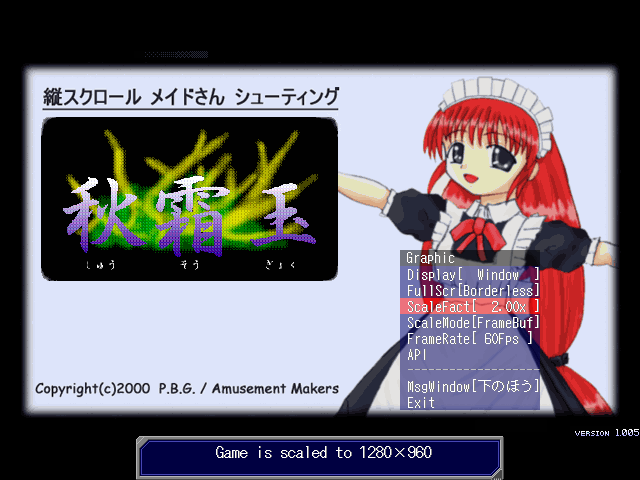 縦スクロール メイドさん シューティング
秋霜玉
しゅう そう ぎょく
Graphic
Display[ Window ]
FullScr[Borderless]
ScaleFact[ 2.00x ]
ScaleMode[FrameBuf]
FrameRate[ 60Fps ]
API
-------------------
MsgWindow[下のほう]
Exit
Copyright(c)2000 P.B.G. / Amusement Makers
VERSION 1.005
Game is scaled to 1280×960